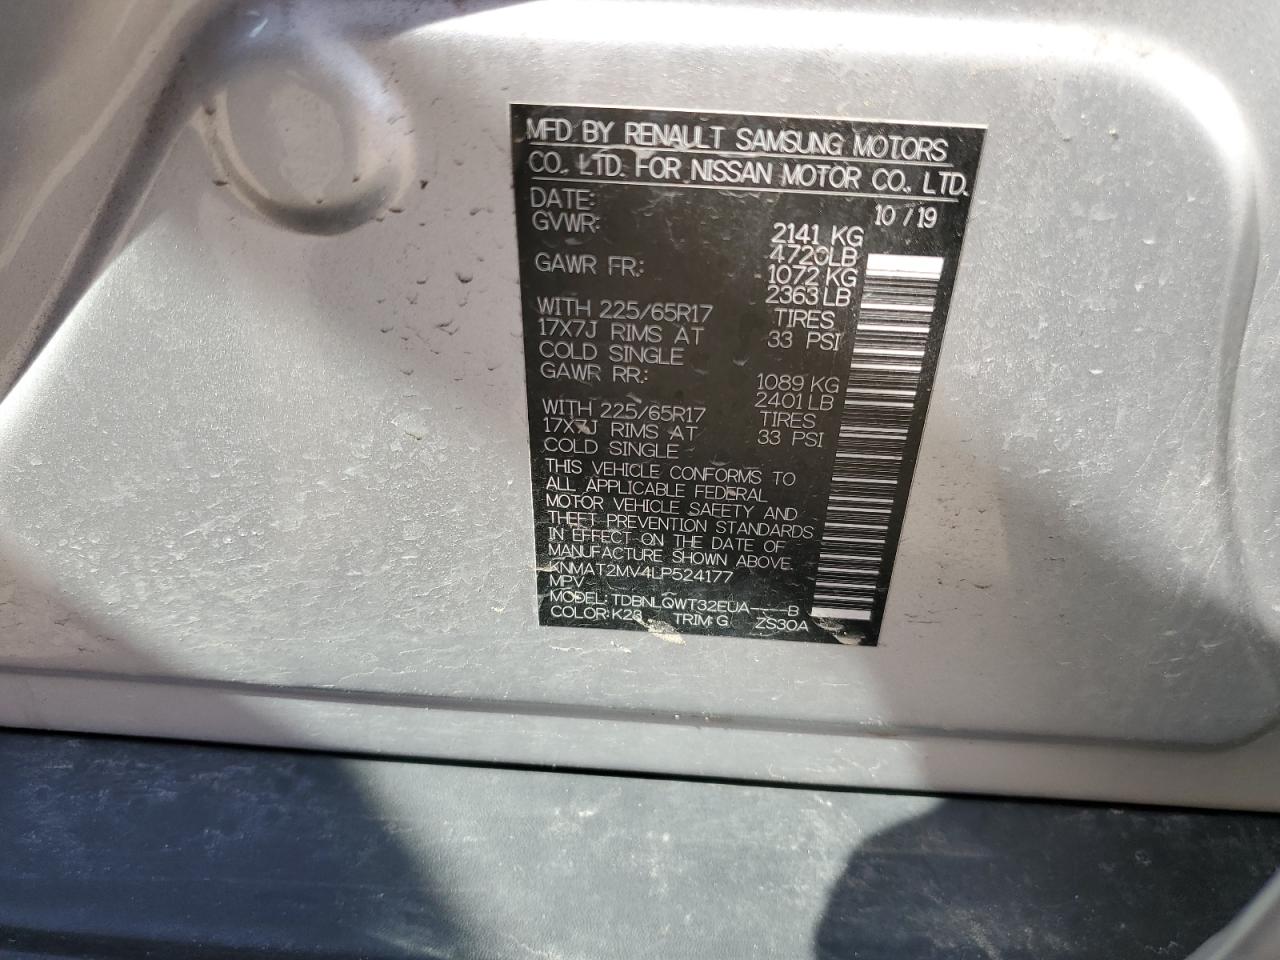 MFD BY RENAULT SAMSUNG MOTORS
CO., LTD. FOR NISSAN MOTOR CO., LTD.
DATE: 10 / 19
GVWR: 2141 KG
4720LB
GAWR FR: 1072 KG
2363 LB
WITH 225/65R17 TIRES
17X7J RIMS AT 33 PSI
COLD SINGLE
GAWR RR: 1089 KG
2401 LB
WITH 225/65R17 TIRES
17X7J RIMS AT 33 PSI
COLD SINGLE
THIS VEHICLE CONFORMS TO
ALL APPLICABLE FEDERAL
MOTOR VEHICLE SAFETY AND
THEFT PREVENTION STANDARDS
IN EFFECT ON THE DATE OF
MANUFACTURE SHOWN ABOVE.
KNMAT2MV4LP524177
MPV
MODEL: TDBNLQWT32EUA----B
COLOR: K23 TRIM: G ZS30A